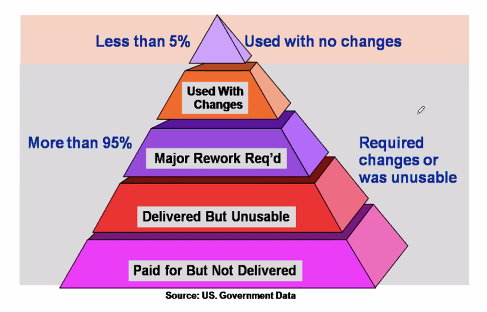 Less than 5%
Used with no changes
Used With
Changes
More than 95%
Major Rework Req'd
Required
changes or
was unusable
Delivered But Unusable
Paid for But Not Delivered
Source: US. Government Data